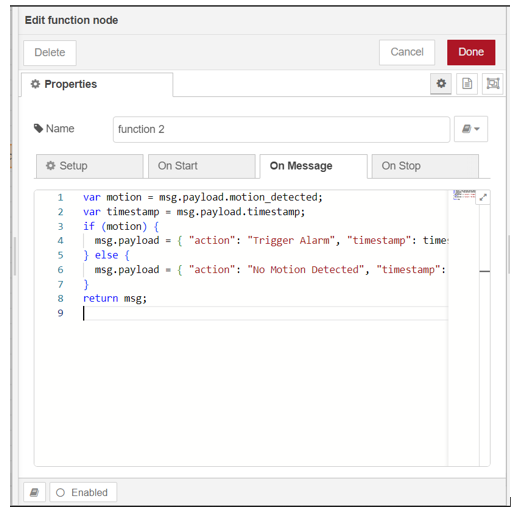 Edit function node
Delete
Cancel
Done
Properties
Name
function 2
Setup
On Start
On Message
On Stop
1 var motion = msg.payload.motion_detected;
2 var timestamp = msg.payload.timestamp;
3 if (motion) {
4 msg.payload = { "action": "Trigger Alarm", "timestamp": times
5 } else {
6 msg.payload = { "action": "No Motion Detected", "timestamp":
7 }
8 return msg;
9
Enabled